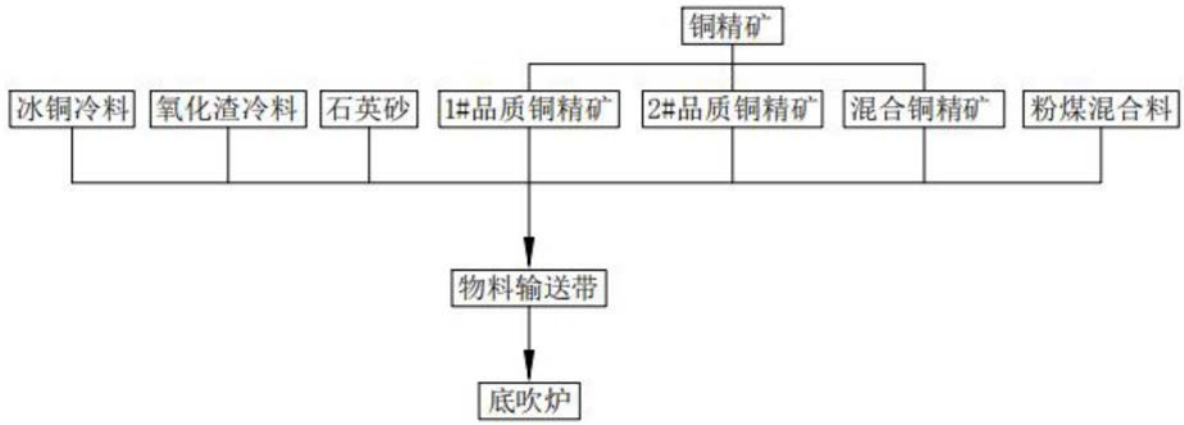 铜精矿
冰铜冷料
氧化渣冷料
石英砂
1#品质铜精矿
2#品质铜精矿
混合铜精矿
粉煤混合料
物料输送带
底吹炉